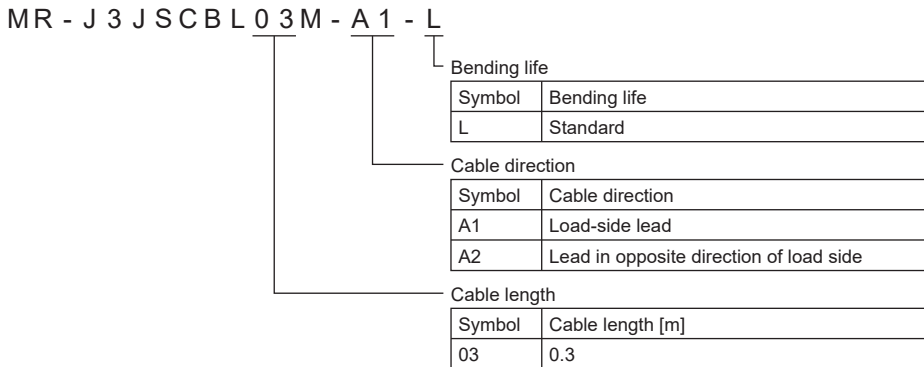 MR-J3JSCBL03M-A1-L
Bending life
Symbol Bending life
L Standard
Cable direction
Symbol Cable direction
A1 Load-side lead
A2 Lead in opposite direction of load side
Cable length
Symbol Cable length [m]
03 0.3